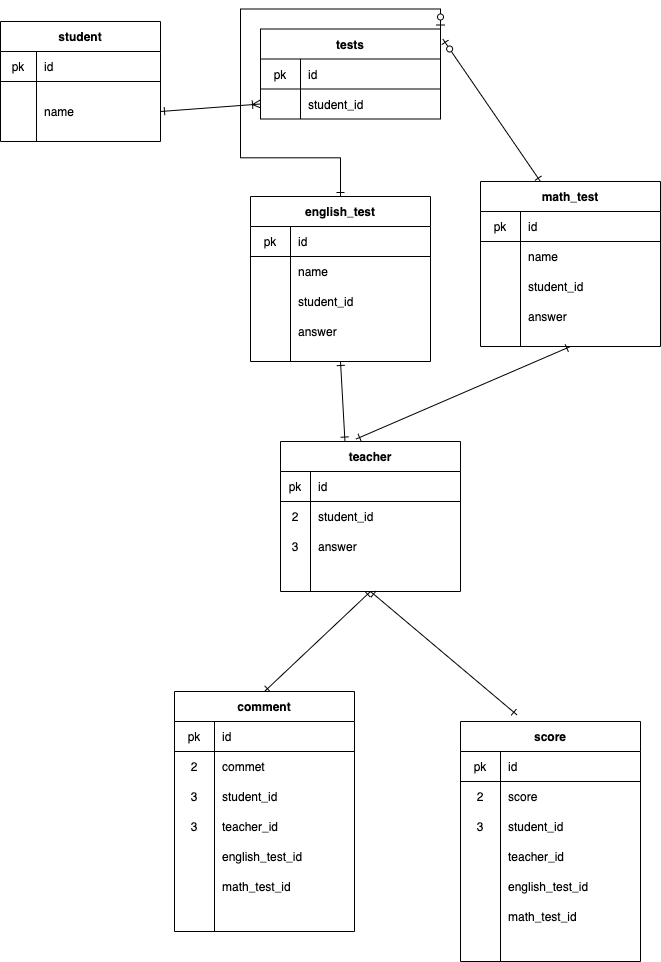 student
pk id
name
tests
pk id
student_id
english_test
pk id
name
student_id
answer
math_test
pk id
name
student_id
answer
teacher
pk id
2 student_id
3 answer
comment
pk id
2 commet
3 student_id
3 teacher_id
english_test_id
math_test_id
score
pk id
2 score
3 student_id
teacher_id
english_test_id
math_test_id